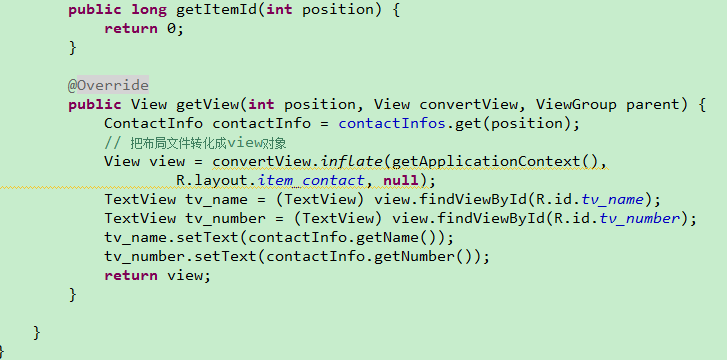 public long getItemId(int position) {
return 0;
}
@Override
public View getView(int position, View convertView, ViewGroup parent) {
ContactInfo contactInfo = contactInfos.get(position);
// 把布局文件转化成view对象
View view = convertView.inflate(getApplicationContext(),
R.layout.item_contact, null);
TextView tv_name = (TextView) view.findViewById(R.id.tv_name);
TextView tv_number = (TextView) view.findViewById(R.id.tv_number);
tv_name.setText(contactInfo.getName());
tv_number.setText(contactInfo.getNumber());
return view;
}
}
}